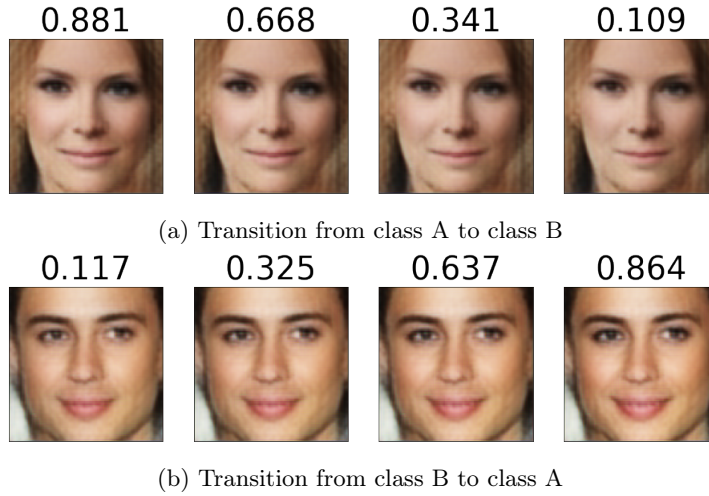 0.881 0.668 0.341 0.109
(a) Transition from class A to class B
0.117 0.325 0.637 0.864
(b) Transition from class B to class A